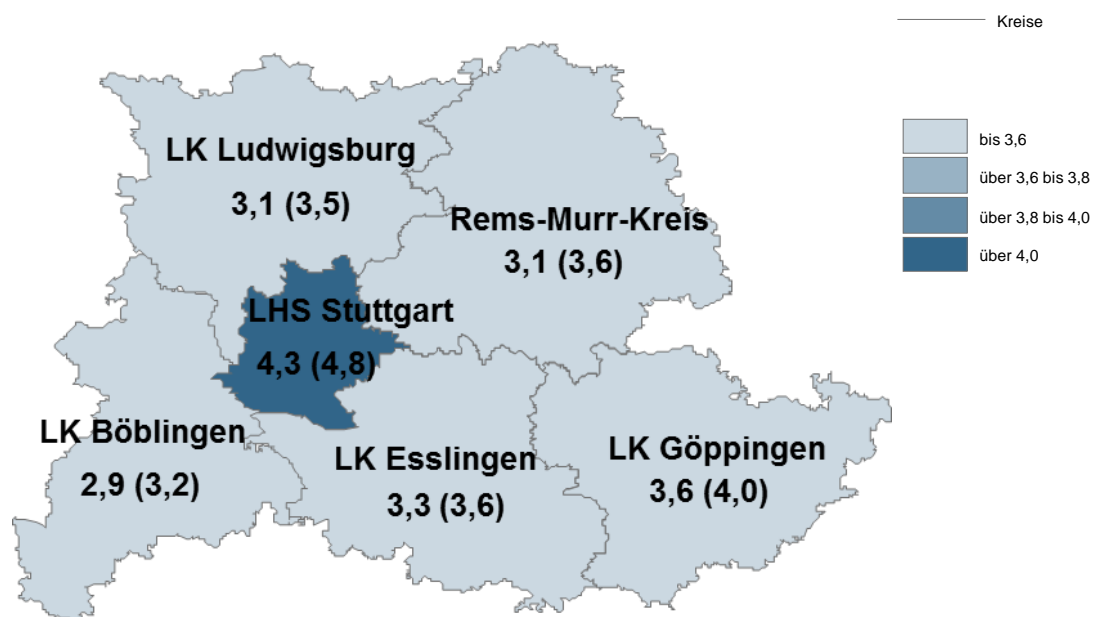 Kreise
bis 3,6
über 3,6 bis 3,8
über 3,8 bis 4,0
über 4,0
LK Ludwigsburg
3,1 (3,5)
Rems-Murr-Kreis
3,1 (3,6)
LHS Stuttgart
4,3 (4,8)
LK Böblingen
2,9 (3,2)
LK Esslingen
3,3 (3,6)
LK Göppingen
3,6 (4,0)